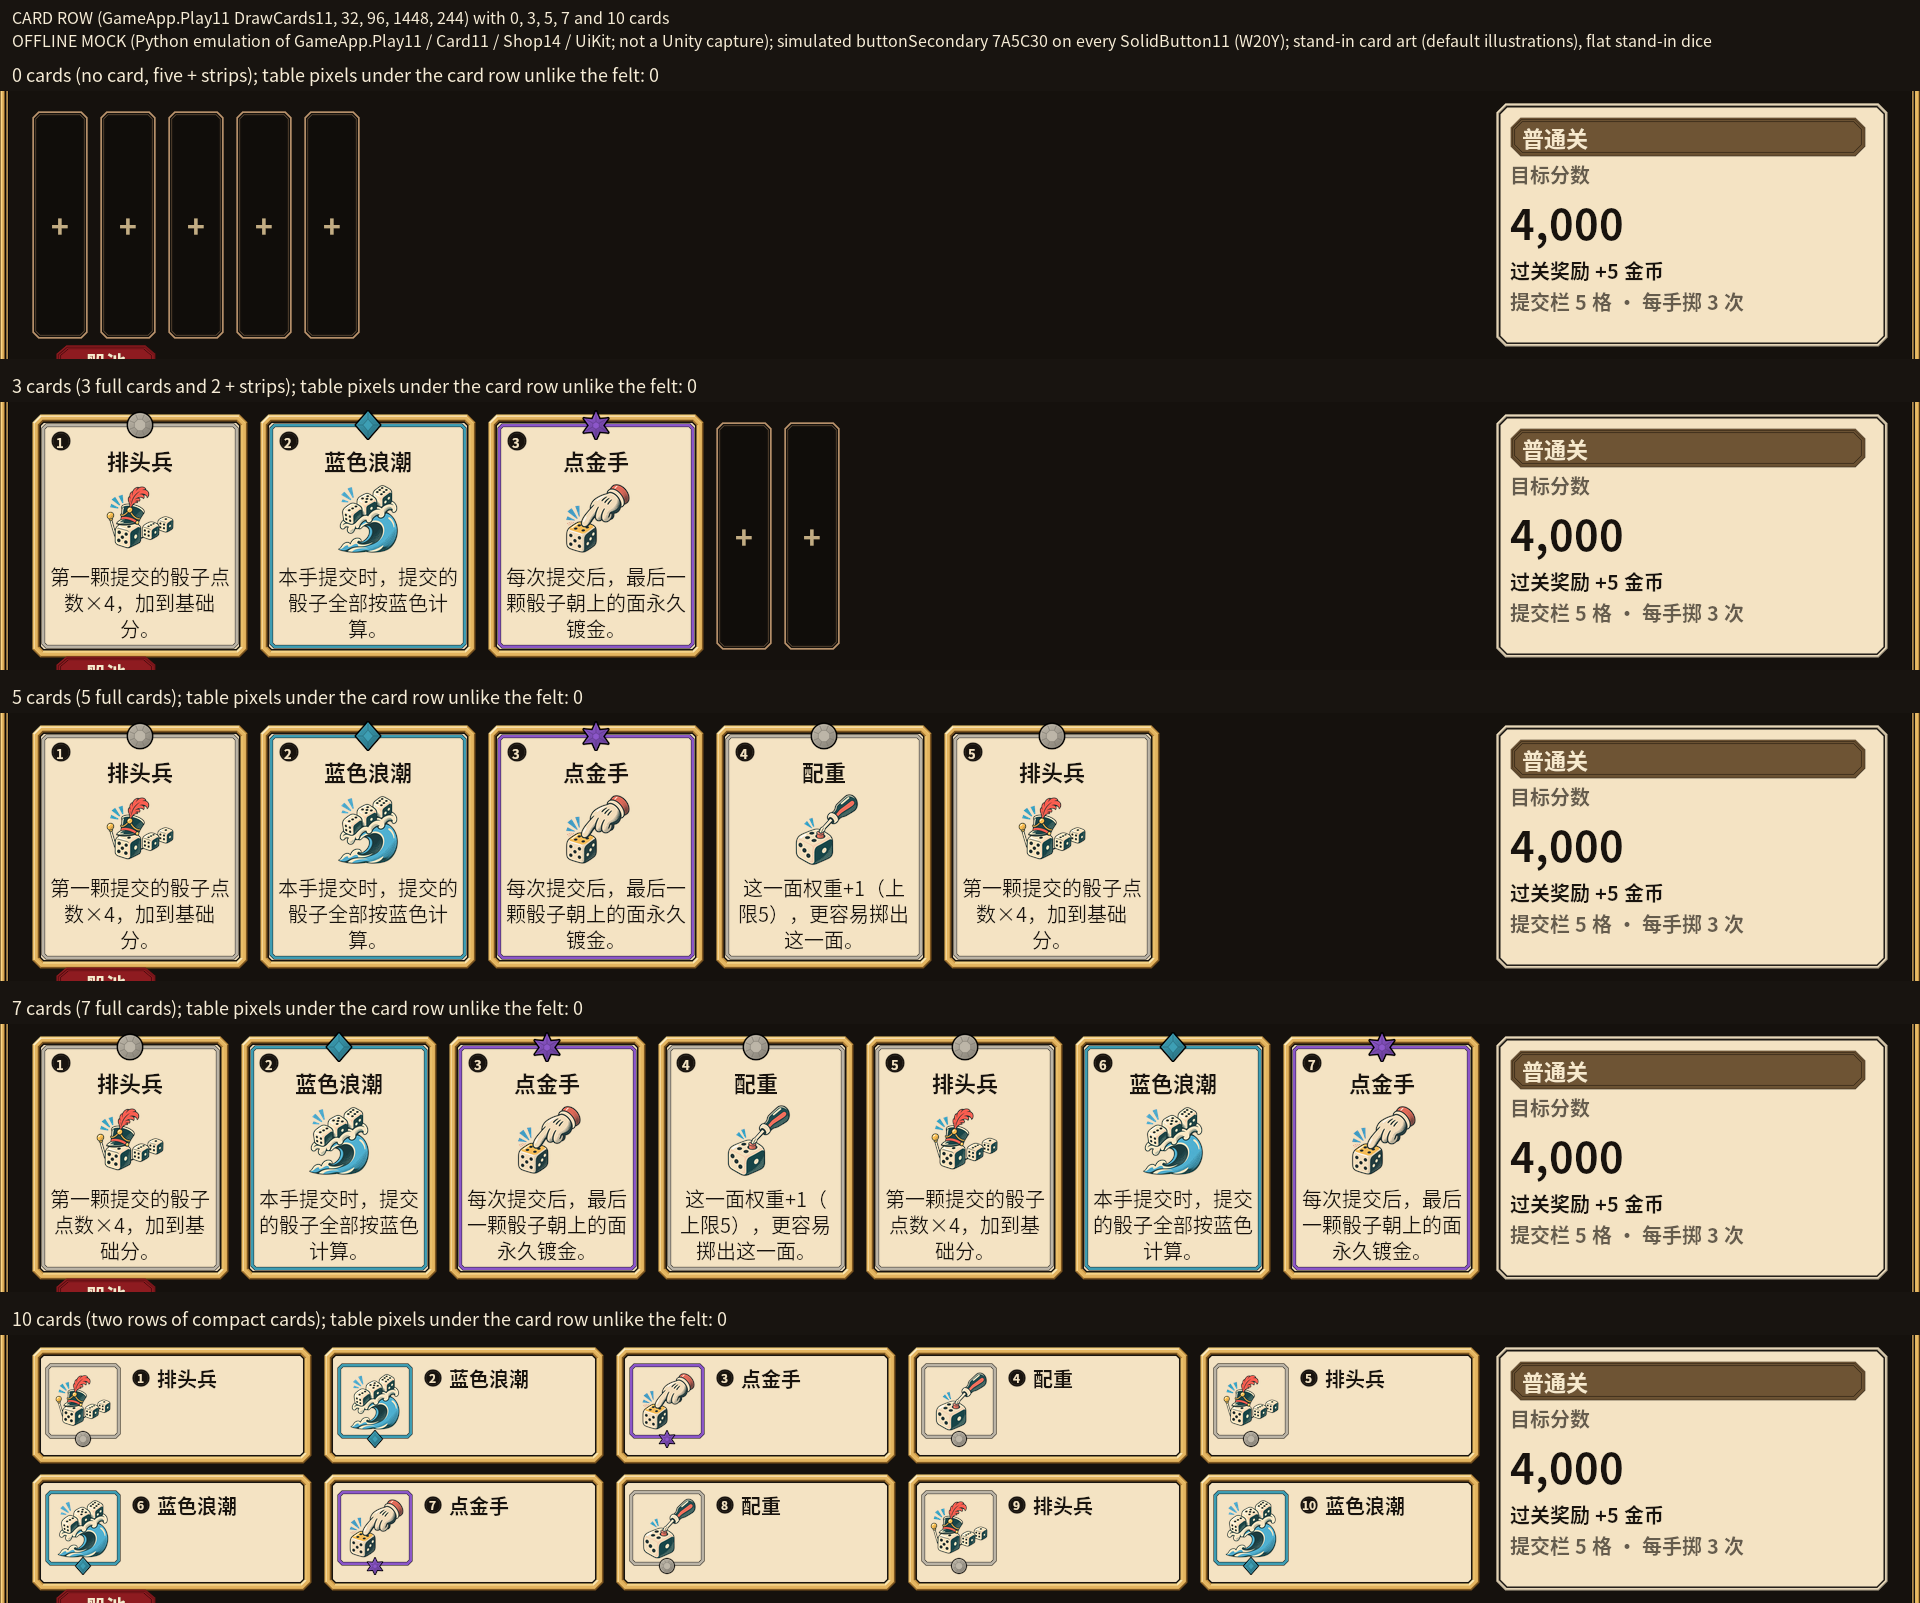 CARD ROW (GameApp.Play11 DrawCards11, 32, 96, 1448, 244) with 0, 3, 5, 7 and 10 cards
OFFLINE MOCK (Python emulation of GameApp.Play11 / Card11 / Shop14 / UiKit; not a Unity capture); simulated buttonSecondary 7A5C30 on every SolidButton11 (W20Y); stand-in card art (default illustrations), flat stand-in dice
0 cards (no card, five + strips); table pixels under the card row unlike the felt: 0
+ + + + +
普通关
目标分数
4,000
过关奖励 +5 金币
提交栏 5 格 · 每手掷 3 次
3 cards (3 full cards and 2 + strips); table pixels under the card row unlike the felt: 0
1
排头兵
第一颗提交的骰子点
数×4，加到基础
分。
2
蓝色浪潮
本手提交时，提交的
骰子全部按蓝色计
算。
3
点金手
每次提交后，最后一
颗骰子朝上的面永久
镀金。
+ +
普通关
目标分数
4,000
过关奖励 +5 金币
提交栏 5 格 · 每手掷 3 次
5 cards (5 full cards); table pixels under the card row unlike the felt: 0
1
排头兵
第一颗提交的骰子点
数×4，加到基础
分。
2
蓝色浪潮
本手提交时，提交的
骰子全部按蓝色计
算。
3
点金手
每次提交后，最后一
颗骰子朝上的面永久
镀金。
4
配重
这一面权重+1（上
限5），更容易掷出
这一面。
5
排头兵
第一颗提交的骰子点
数×4，加到基础
分。
普通关
目标分数
4,000
过关奖励 +5 金币
提交栏 5 格 · 每手掷 3 次
7 cards (7 full cards); table pixels under the card row unlike the felt: 0
1
排头兵
第一颗提交的骰子
点数×4，加到基
础分。
2
蓝色浪潮
本手提交时，提交
的骰子全部按蓝色
计算。
3
点金手
每次提交后，最后
一颗骰子朝上的面
永久镀金。
4
配重
这一面权重+1（
上限5），更容易
掷出这一面。
5
排头兵
第一颗提交的骰子
点数×4，加到基
础分。
6
蓝色浪潮
本手提交时，提交
的骰子全部按蓝色
计算。
7
点金手
每次提交后，最后
一颗骰子朝上的面
永久镀金。
普通关
目标分数
4,000
过关奖励 +5 金币
提交栏 5 格 · 每手掷 3 次
10 cards (two rows of compact cards); table pixels under the card row unlike the felt: 0
1 排头兵
2 蓝色浪潮
3 点金手
4 配重
5 排头兵
6 蓝色浪潮
7 点金手
8 配重
9 排头兵
10 蓝色浪潮
普通关
目标分数
4,000
过关奖励 +5 金币
提交栏 5 格 · 每手掷 3 次